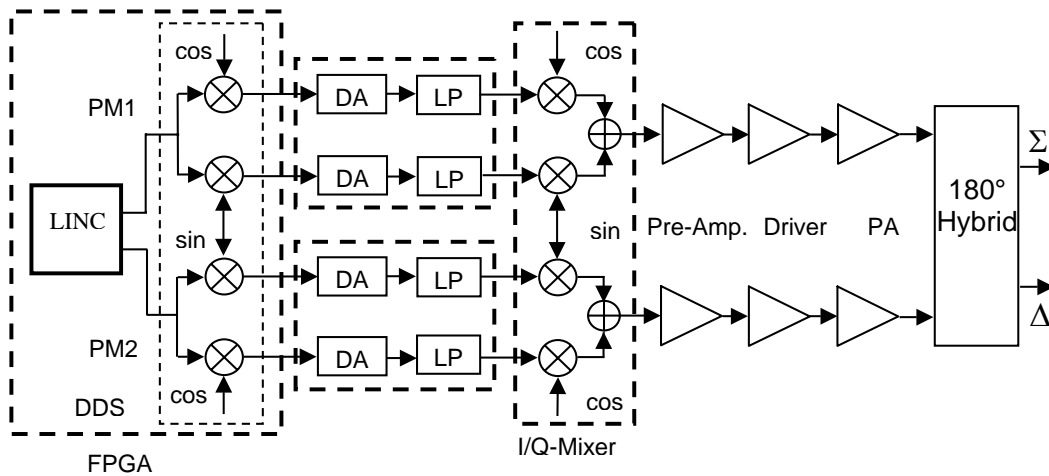 cos
cos
DA
LP
PM1
DA
LP
180°
Hybrid
Σ
LINC
sin
sin
Pre-Amp.
Driver
PA
DA
LP
Δ
PM2
DA
LP
cos
cos
DDS
I/Q-Mixer
FPGA